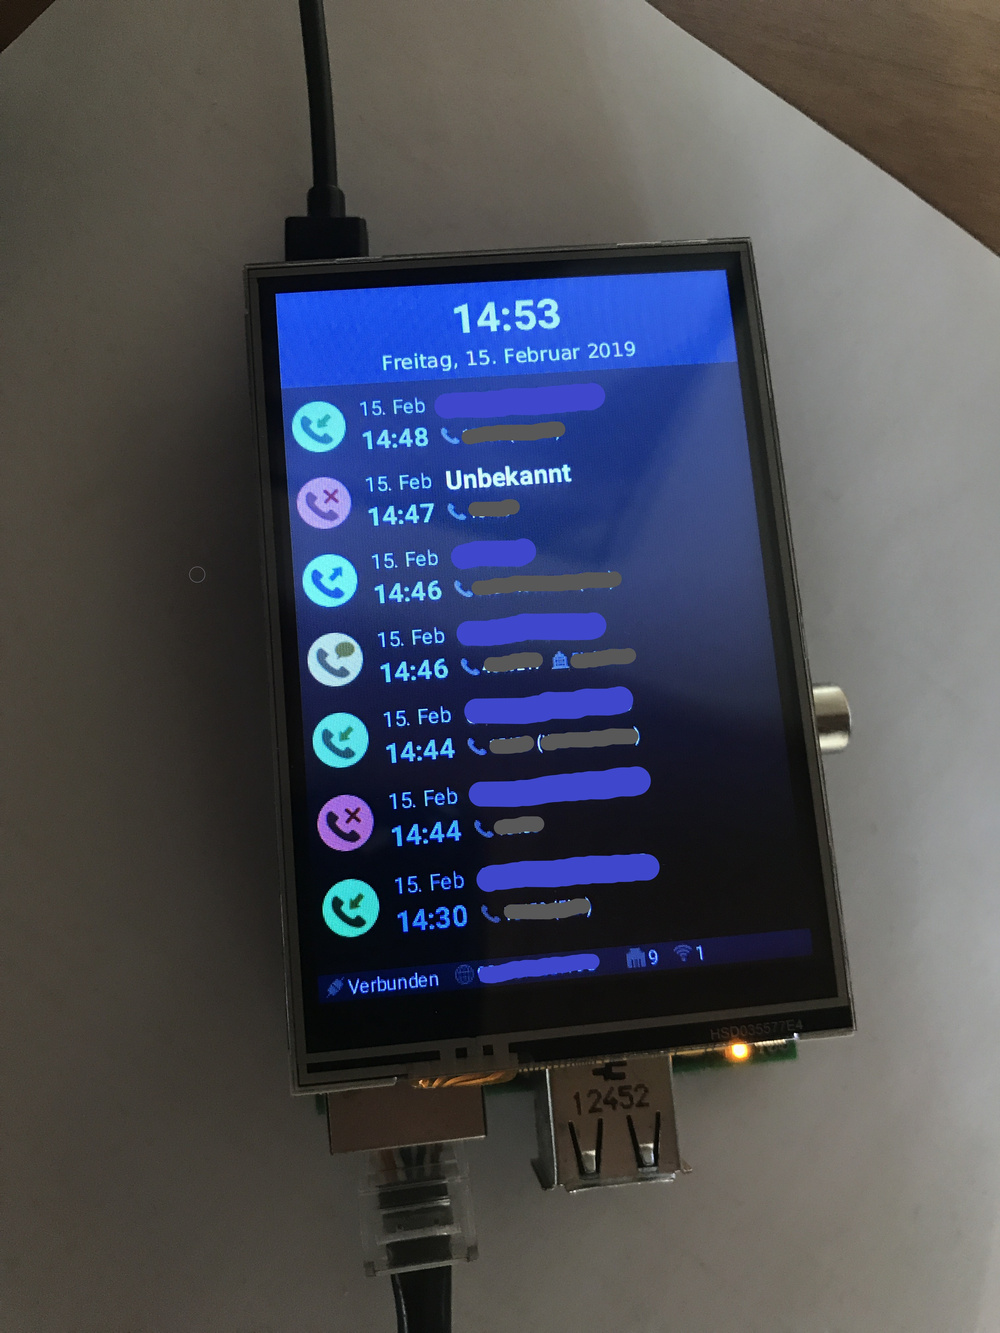 14:53
Freitag, 15. Februar 2019
15. Feb
14:48
15. Feb Unbekannt
14:47
15. Feb
14:46
15. Feb
14:46
15. Feb
14:44
15. Feb
14:44
15. Feb
14:30
Verbunden 9 1
HSD035577E4
12452